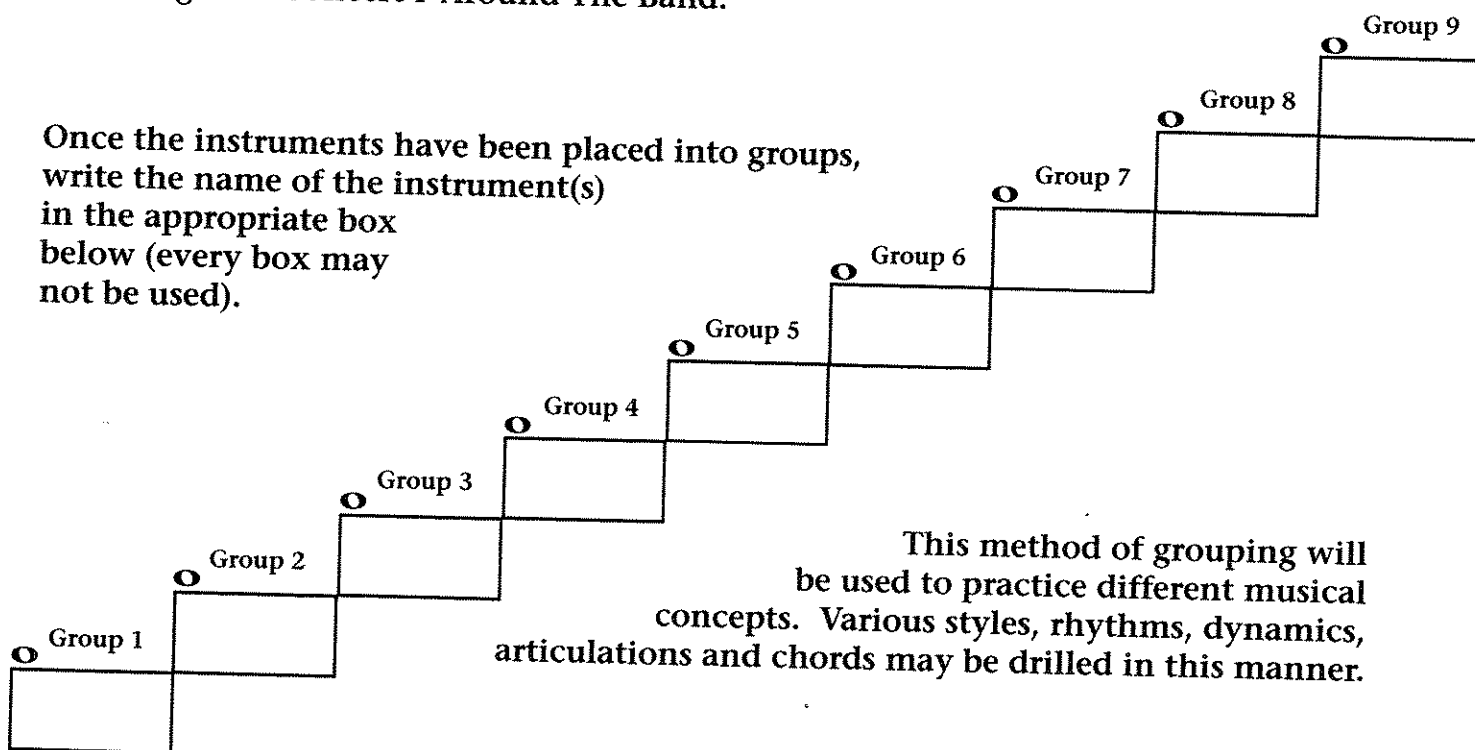 Around The Band.
Group 9
Group 8
Once the instruments have been placed into groups,
write the name of the instrument(s)
in the appropriate box
below (every box may
not be used).
Group 7
Group 6
Group 5
Group 4
Group 3
Group 2
Group 1
This method of grouping will
be used to practice different musical
concepts. Various styles, rhythms, dynamics,
articulations and chords may be drilled in this manner.